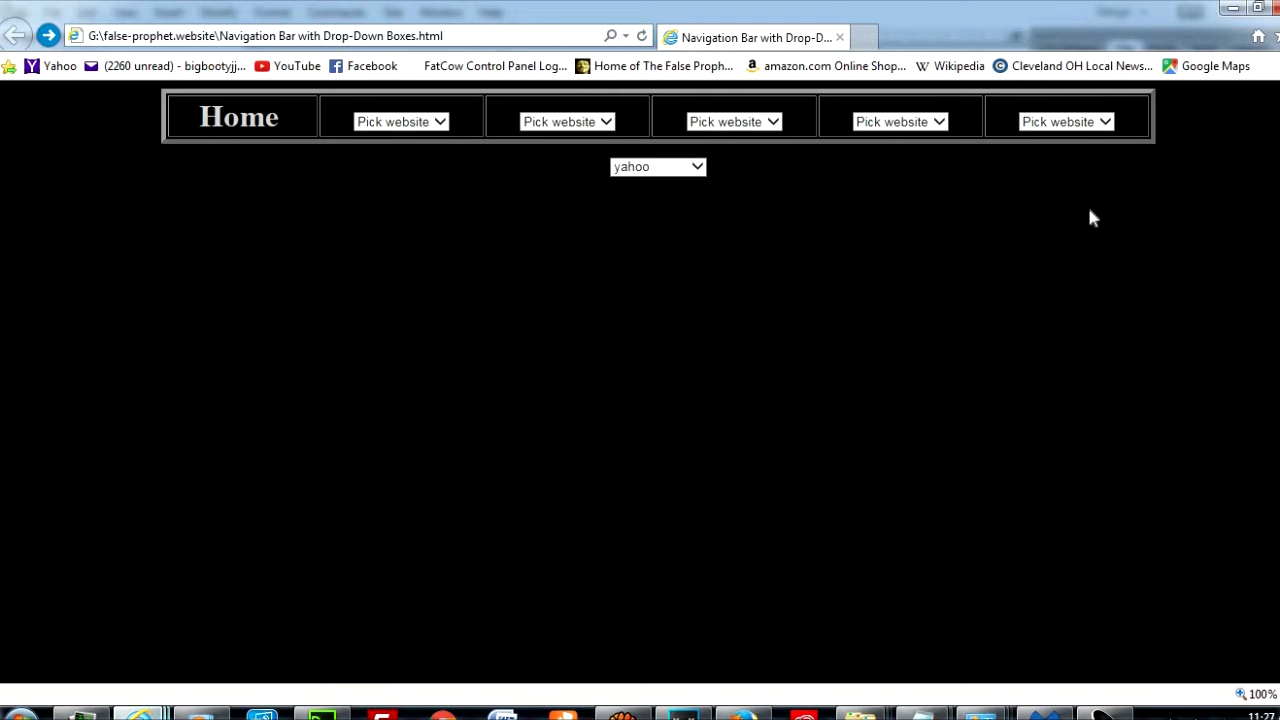 G:\false-prophet.website\Navigation Bar with Drop-Down Boxes.html
Navigation Bar with Drop-D...
Yahoo (2260 unread) - bigbootyjj... YouTube Facebook FatCow Control Panel Log... Home of The False Proph... amazon.com Online Shop... Wikipedia Cleveland OH Local News... Google Maps
Home Pick website Pick website Pick website Pick website Pick website
yahoo
100%
11:27